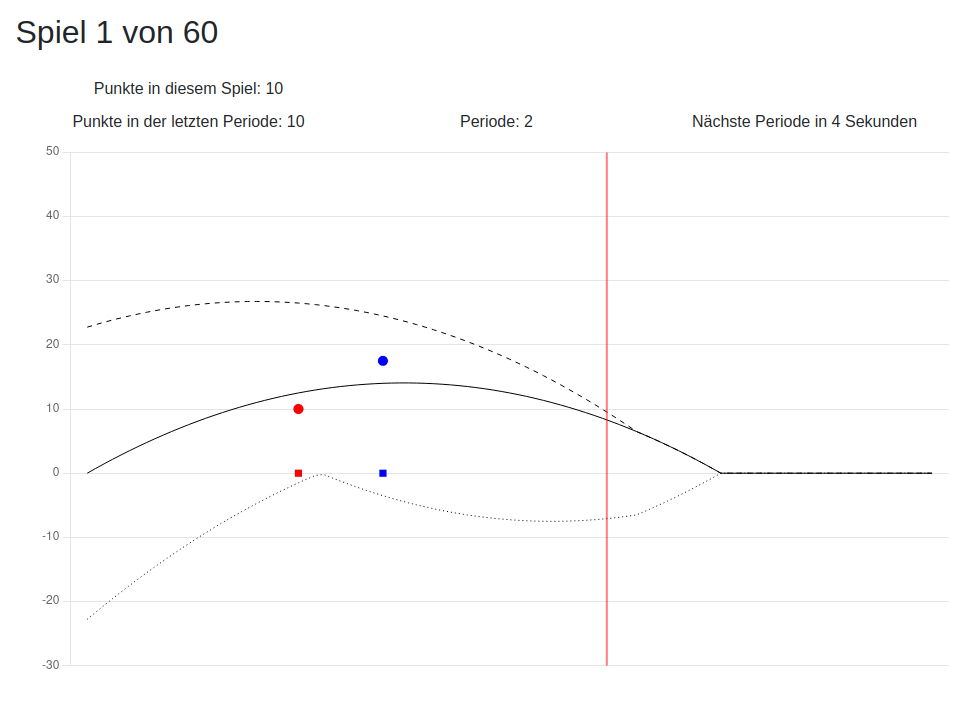 Spiel 1 von 60
Punkte in diesem Spiel: 10
Punkte in der letzten Periode: 10
Periode: 2
Nächste Periode in 4 Sekunden
50
40
30
20
10
0
-10
-20
-30